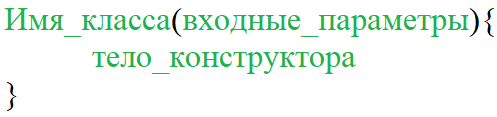 Имя_класса(входные_параметры){
тело_конструктора
}